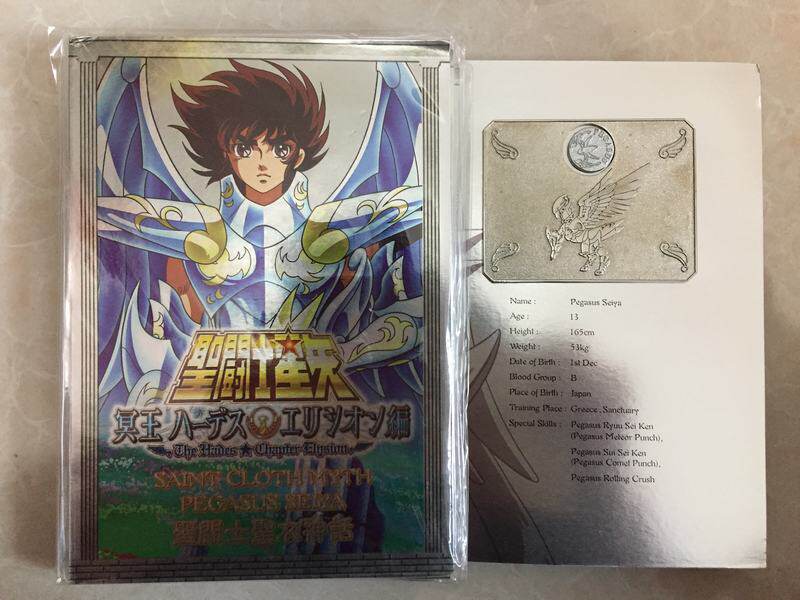 聖闘士星矢
冥王 ハーデス エリシオン編
The Hades ★ Chapter Elysion
SAINT CLOTH MYTH
PEGASUS SEIYA
聖闘士聖衣神話
PEGASUS
Name : Pegasus Seiya
Age : 13
Height : 165cm
Weight : 53kg
Date of Birth : 1st Dec
Blood Group : B
Place of Birth : Japan
Training Place : Greece , Sanctuary
Special Skills : Pegasus Ryuu Sei Ken
(Pegasus Meteor Punch),
Pegasus Sui Sei Ken
(Pegasus Comel Punch),
Pegasus Rolling Crush